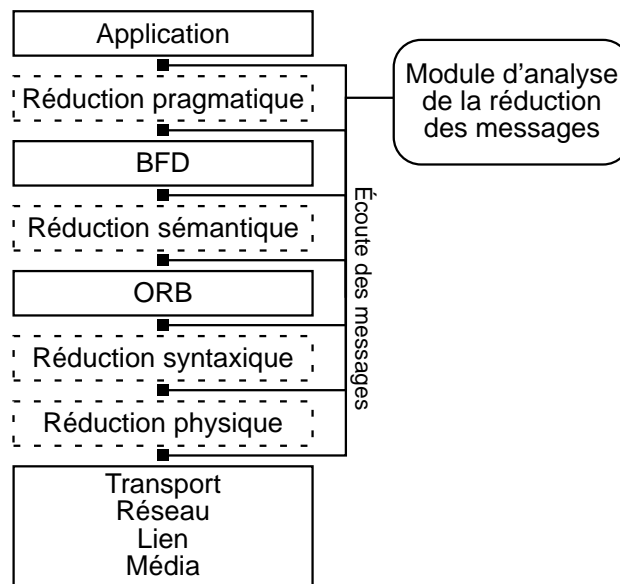 Application
Réduction pragmatique
BFD
Réduction sémantique
ORB
Réduction syntaxique
Réduction physique
Transport
Réseau
Lien
Média
Écoute des messages
Module d'analyse
de la réduction
des messages